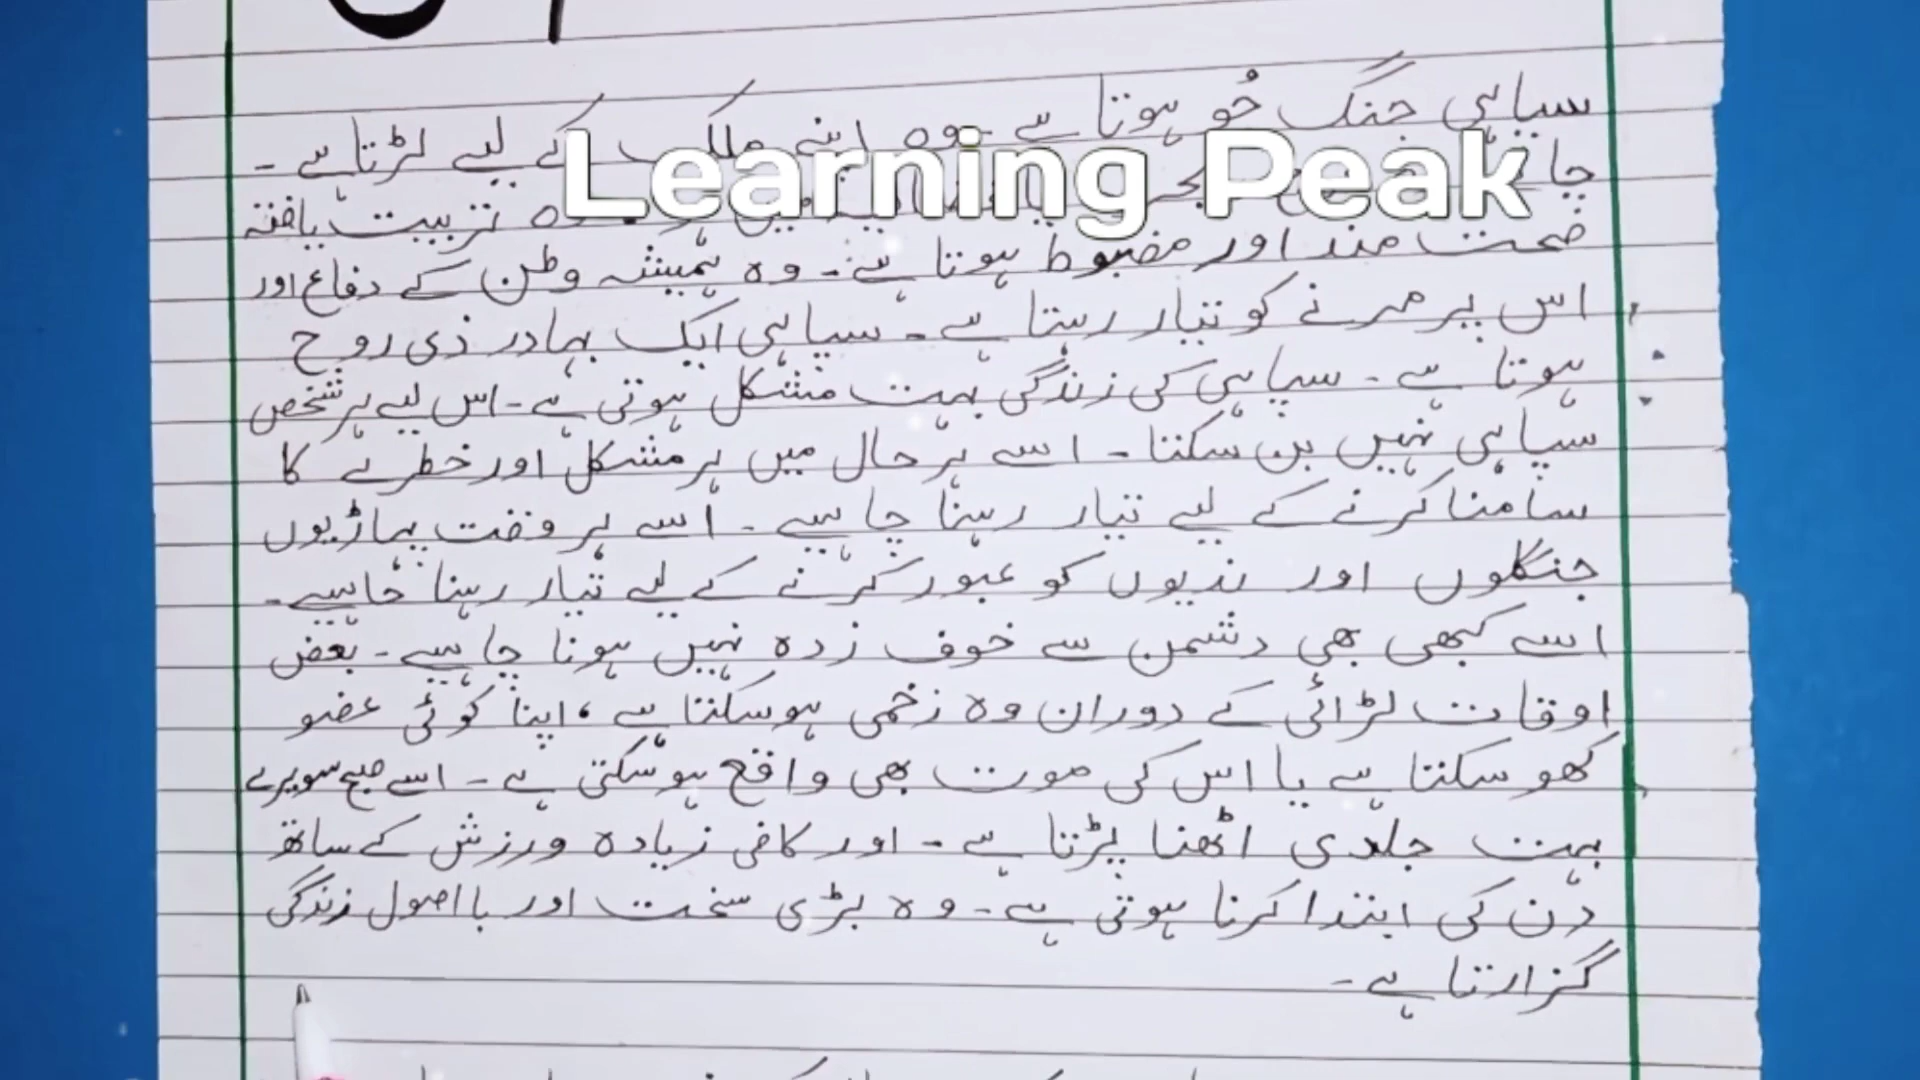 سپاہی جنگ جُو ہوتا ہے ۔ وہ اپنے ملک کے لیے لڑتا ہے ۔
Learning Peak
وہ تربیت یافتہ
صحت مند اور مضبوط ہوتا ہے ۔ وہ ہمیشہ وطن کے دفاع اور
اس پر مرنے کو تیار رہتا ہے ۔ سپاہی ایک بہادر ذی روح
ہوتا ہے ۔ سپاہی کی زندگی بہت مشکل ہوتی ہے ۔ اس لیے ہر شخص
سپاہی نہیں بن سکتا ۔ اسے ہر حال میں ہر مشکل اور خطرے کا
سامنا کرنے کے لیے تیار رہنا چاہیے ۔ اسے ہر وقت پہاڑیوں
جنگلوں اور ندیوں کو عبور کرنے کے لیے تیار رہنا چاہیے ۔
اسے کبھی بھی دشمن سے خوف زدہ نہیں ہونا چاہیے ۔ بعض
اوقات لڑائی کے دوران وہ زخمی ہوسکتا ہے ، اپنا کوئی عضو
کھو سکتا ہے یا اس کی موت بھی واقع ہوسکتی ہے ۔ اسے صبح سویرے
بہت جلدی اٹھنا پڑتا ہے ۔ اور کافی زیادہ ورزش کے ساتھ
دن کی ابتدا کرنا ہوتی ہے ۔ وہ بڑی سخت اور بااصول زندگی
گزارتا ہے ۔